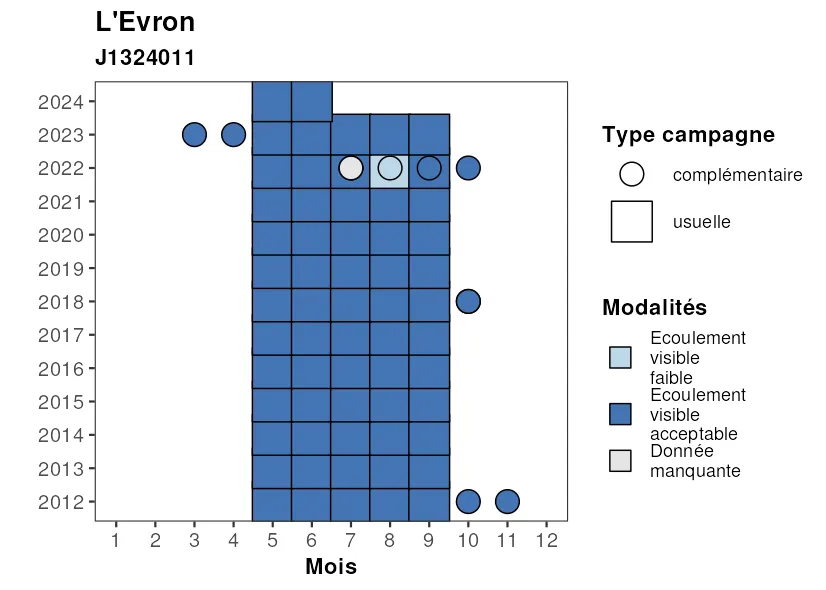 L'Evron
J1324011
2024
2023
2022
2021
2020
2019
2018
2017
2016
2015
2014
2013
2012
1 2 3 4 5 6 7 8 9 10 11 12
Mois
Type campagne
complémentaire
usuelle
Modalités
Ecoulement
visible
faible
Ecoulement
visible
acceptable
Donnée
manquante